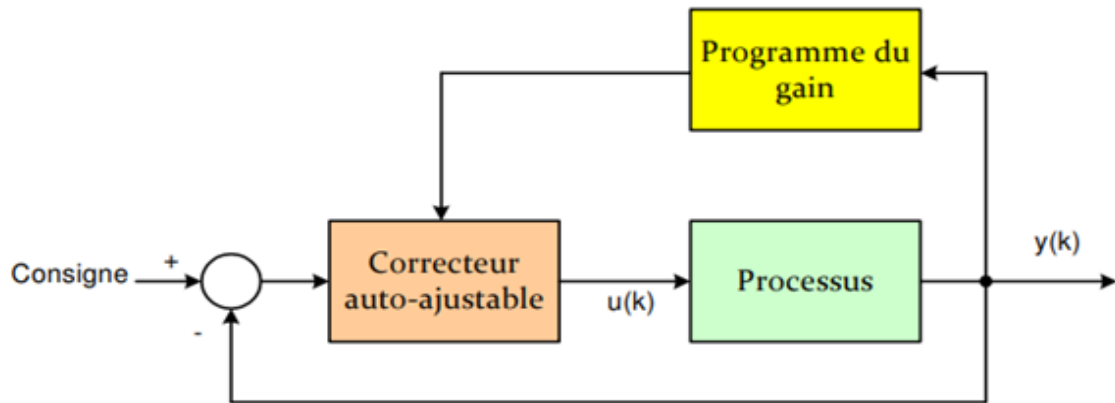 Programme du
gain
Consigne
+
-
Correcteur
auto-ajustable
u(k)
Processus
y(k)